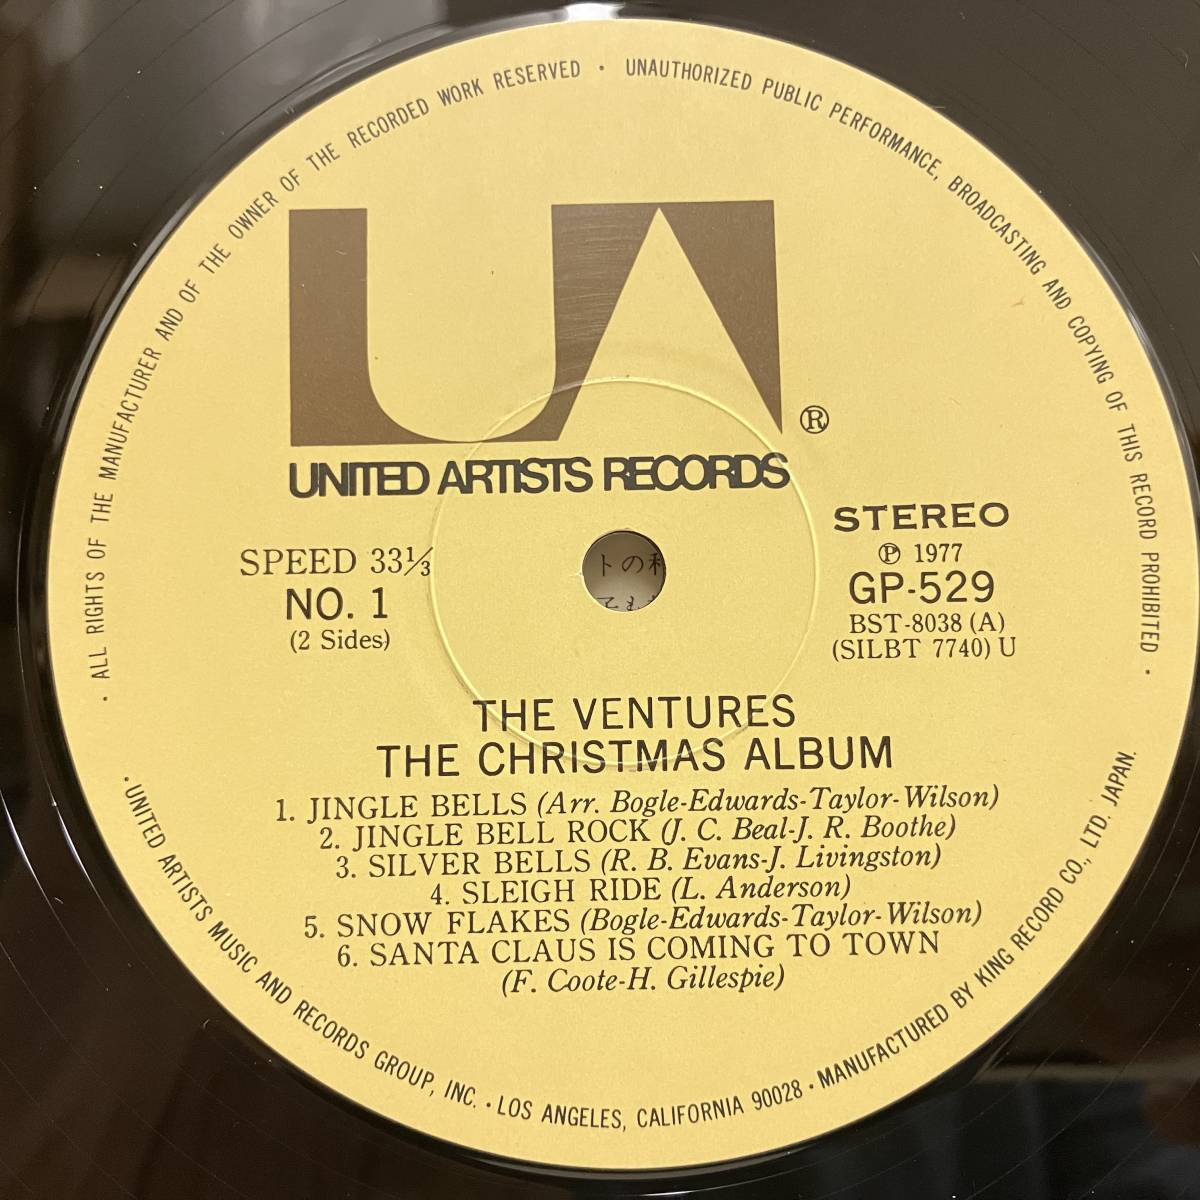 · ALL RIGHTS OF THE MANUFACTURER AND OF THE OWNER OF THE RECORDED WORK RESERVED · UNAUTHORIZED PUBLIC PERFORMANCE, BROADCASTING AND COPYING OF THIS RECORD PROHIBITED ·
UA ®
UNITED ARTISTS RECORDS
SPEED 33⅓
NO. 1
(2 Sides)
トの
STEREO
℗ 1977
GP-529
BST-8038 (A)
(SILBT 7740) U
THE VENTURES
THE CHRISTMAS ALBUM
1. JINGLE BELLS (Arr. Bogle-Edwards-Taylor-Wilson)
2. JINGLE BELL ROCK (J. C. Beal-J. R. Boothe)
3. SILVER BELLS (R. B. Evans-J. Livingston)
4. SLEIGH RIDE (L. Anderson)
5. SNOW FLAKES (Bogle-Edwards-Taylor-Wilson)
6. SANTA CLAUS IS COMING TO TOWN
(F. Coote-H. Gillespie)
· UNITED ARTISTS MUSIC AND RECORDS GROUP, INC. · LOS ANGELES, CALIFORNIA 90028 · MANUFACTURED BY KING RECORD CO., LTD. JAPAN.